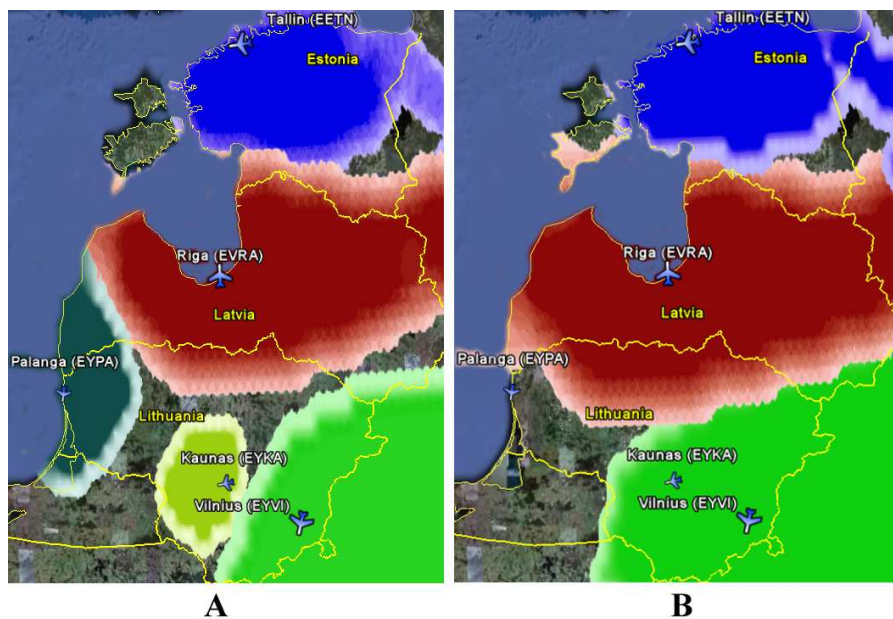 Tallin (EETN)
Estonia
Riga (EVRA)
Latvia
Palanga (EYPA)
Lithuania
Kaunas (EYKA)
Vilnius (EYVI)
A
Tallin (EETN)
Estonia
Riga (EVRA)
Latvia
Palanga (EYPA)
Lithuania
Kaunas (EYKA)
Vilnius (EYVI)
B